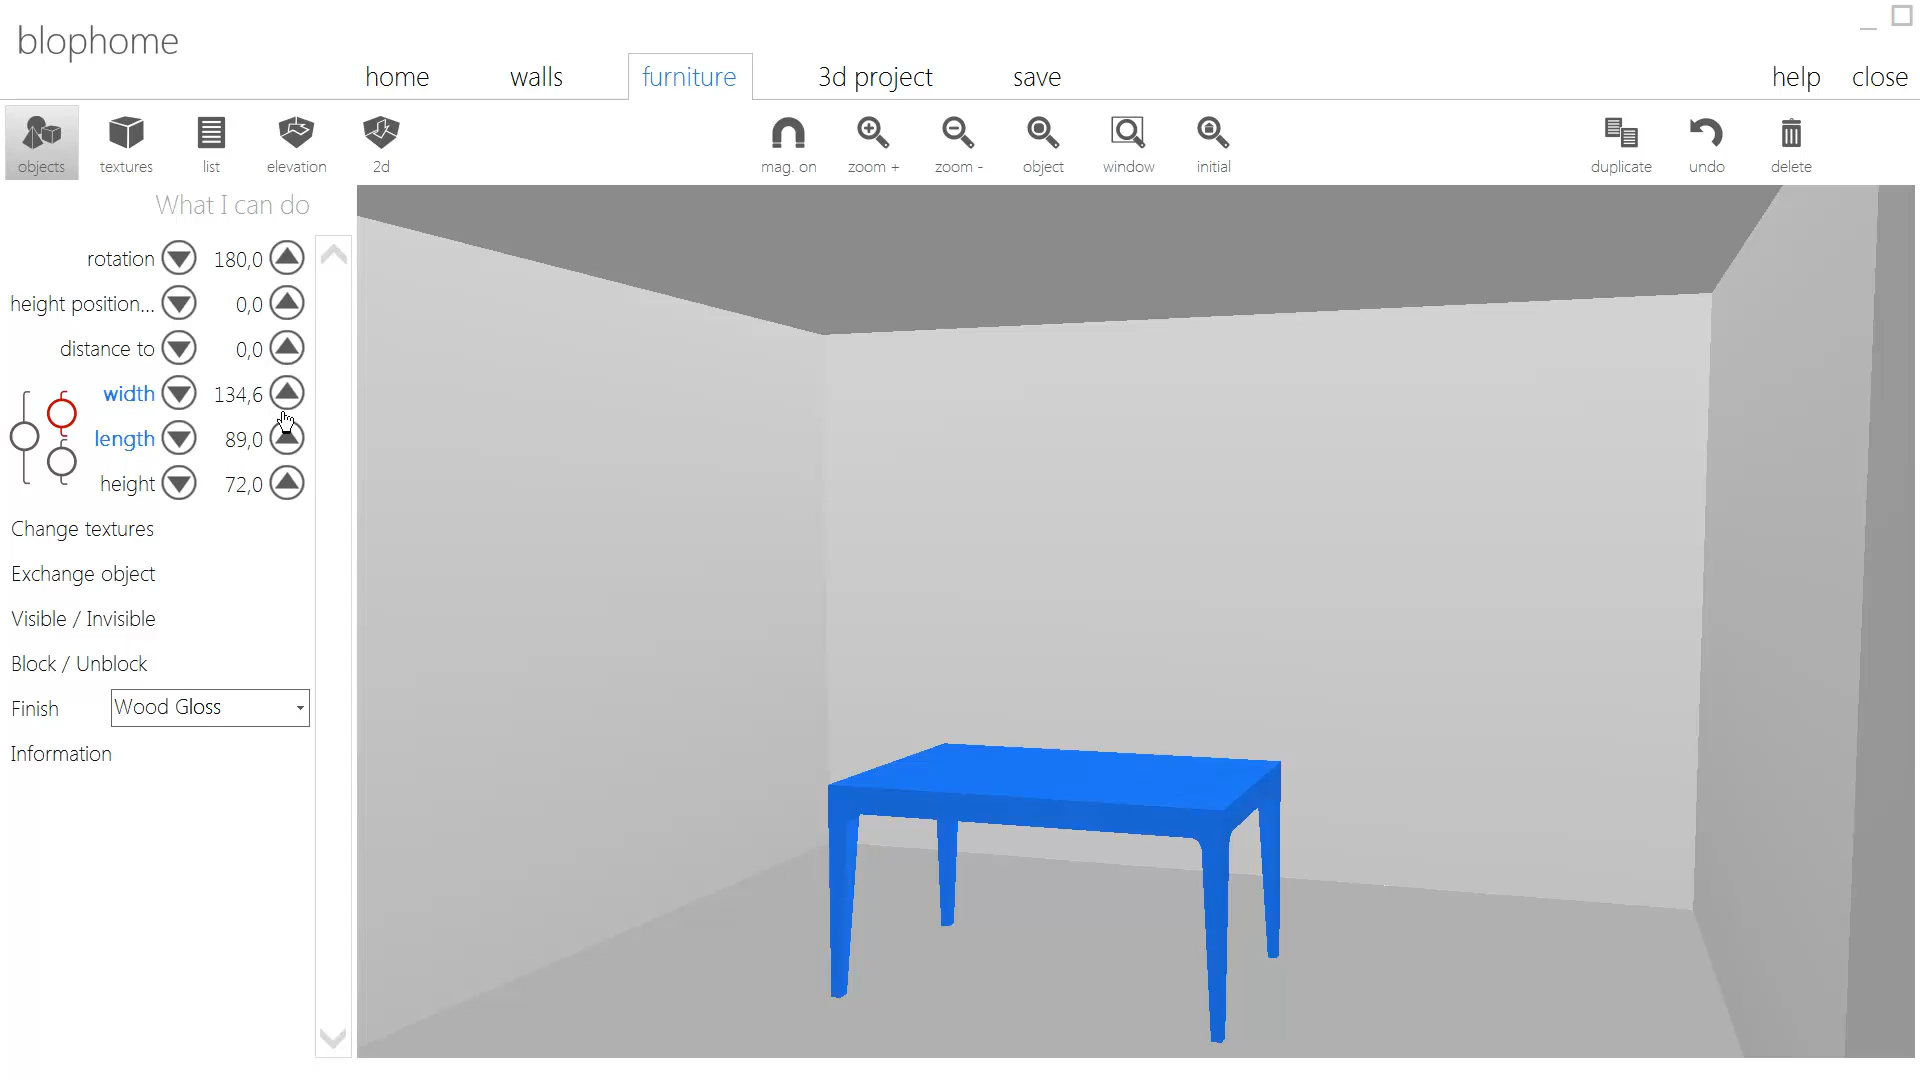 blophome
home walls furniture 3d project save help close
objects textures list elevation 2d mag. on zoom + zoom - object window initial duplicate undo delete
What I can do
rotation 180,0
height position... 0,0
distance to 0,0
width 134,6
length 89,0
height 72,0
Change textures
Exchange object
Visible / Invisible
Block / Unblock
Finish Wood Gloss
Information